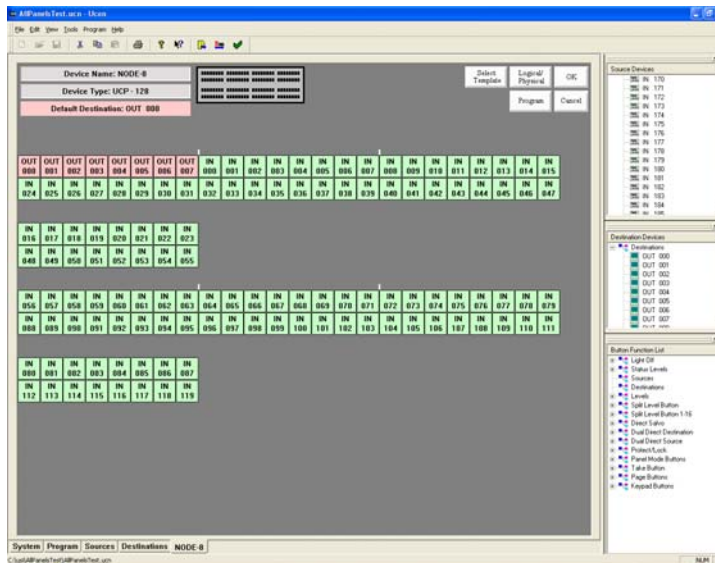 AllPanelsTest.ucn - Ucon
File Edit View Tools Program Help
Device Name: NODE-8
Device Type: UCP - 128
Default Destination: OUT 000
Select Template
Logical/ Physical
OK
Program
Cancel
OUT 000 OUT 001 OUT 002 OUT 003 OUT 004 OUT 005 OUT 006 OUT 007 IN 000 IN 001 IN 002 IN 003 IN 004 IN 005 IN 006 IN 007 IN 008 IN 009 IN 010 IN 011 IN 012 IN 013 IN 014 IN 015
IN 024 IN 025 IN 026 IN 027 IN 028 IN 029 IN 030 IN 031 IN 032 IN 033 IN 034 IN 035 IN 036 IN 037 IN 038 IN 039 IN 040 IN 041 IN 042 IN 043 IN 044 IN 045 IN 046 IN 047
IN 016 IN 017 IN 018 IN 019 IN 020 IN 021 IN 022 IN 023
IN 048 IN 049 IN 050 IN 051 IN 052 IN 053 IN 054 IN 055
IN 056 IN 057 IN 058 IN 059 IN 060 IN 061 IN 062 IN 063 IN 064 IN 065 IN 066 IN 067 IN 068 IN 069 IN 070 IN 071 IN 072 IN 073 IN 074 IN 075 IN 076 IN 077 IN 078 IN 079
IN 088 IN 089 IN 090 IN 091 IN 092 IN 093 IN 094 IN 095 IN 096 IN 097 IN 098 IN 099 IN 100 IN 101 IN 102 IN 103 IN 104 IN 105 IN 106 IN 107 IN 108 IN 109 IN 110 IN 111
IN 080 IN 081 IN 082 IN 083 IN 084 IN 085 IN 086 IN 087
IN 112 IN 113 IN 114 IN 115 IN 116 IN 117 IN 118 IN 119
Source Devices
IN 170
IN 171
IN 172
IN 173
IN 174
IN 175
IN 176
IN 177
IN 178
IN 179
IN 180
IN 181
IN 182
IN 183
IN 184
IN 185
Destination Devices
Destinations
OUT 000
OUT 001
OUT 002
OUT 003
OUT 004
OUT 005
OUT 006
OUT 007
Button Function List
Light Off
Status Levels
Sources
Destinations
Levels
Split Level Button
Split Level Button 1-16
Direct Salvo
Dual Direct Destination
Dual Direct Source
Protect/Lock
Panel Mode Buttons
Take Button
Page Buttons
Keypad Buttons
System Program Sources Destinations NODE-8
NUM